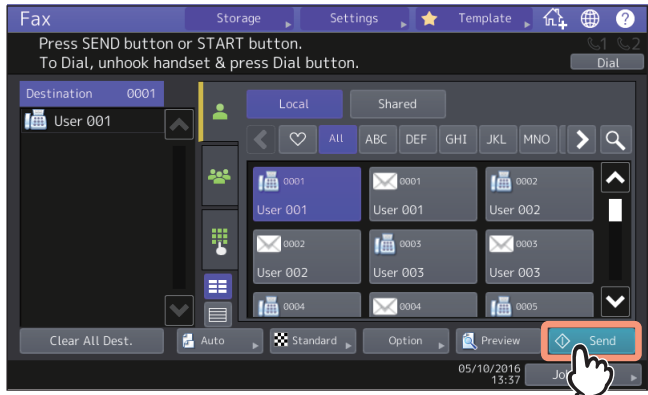 Fax
Storage
Settings
Template
?
Press SEND button or START button.
1 2
To Dial, unhook handset & press Dial button.
Dial
Destination 0001
User 001
Local
Shared
All
ABC
DEF
GHI
JKL
MNO
0001
User 001
0001
User 001
0002
User 002
0002
User 002
0003
User 003
0003
User 003
0004
0004
0005
Clear All Dest.
Auto
Standard
Option
Preview
Send
05/10/2016
13:37